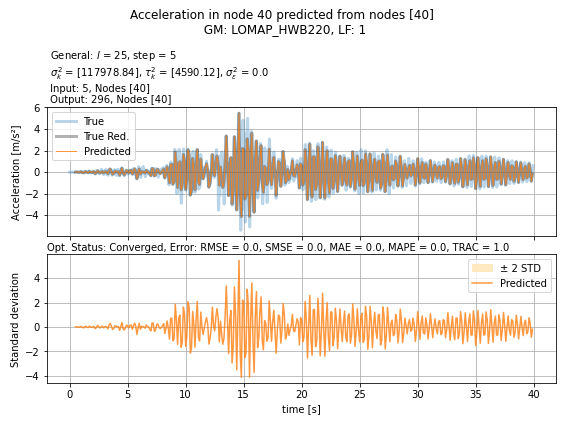 Acceleration in node 40 predicted from nodes [40]
GM: LOMAP_HWB220, LF: 1
General: l = 25, step = 5
σ²ₖ = [117978.84], τ²ₖ = [4590.12], σ²ε = 0.0
Input: 5, Nodes [40]
Output: 296, Nodes [40]
Acceleration [m/s²]
6
4
2
0
−2
−4
True
True Red.
Predicted
Opt. Status: Converged, Error: RMSE = 0.0, SMSE = 0.0, MAE = 0.0, MAPE = 0.0, TRAC = 1.0
Standard deviation
4
2
0
−2
−4
± 2 STD
Predicted
0 5 10 15 20 25 30 35 40
time [s]